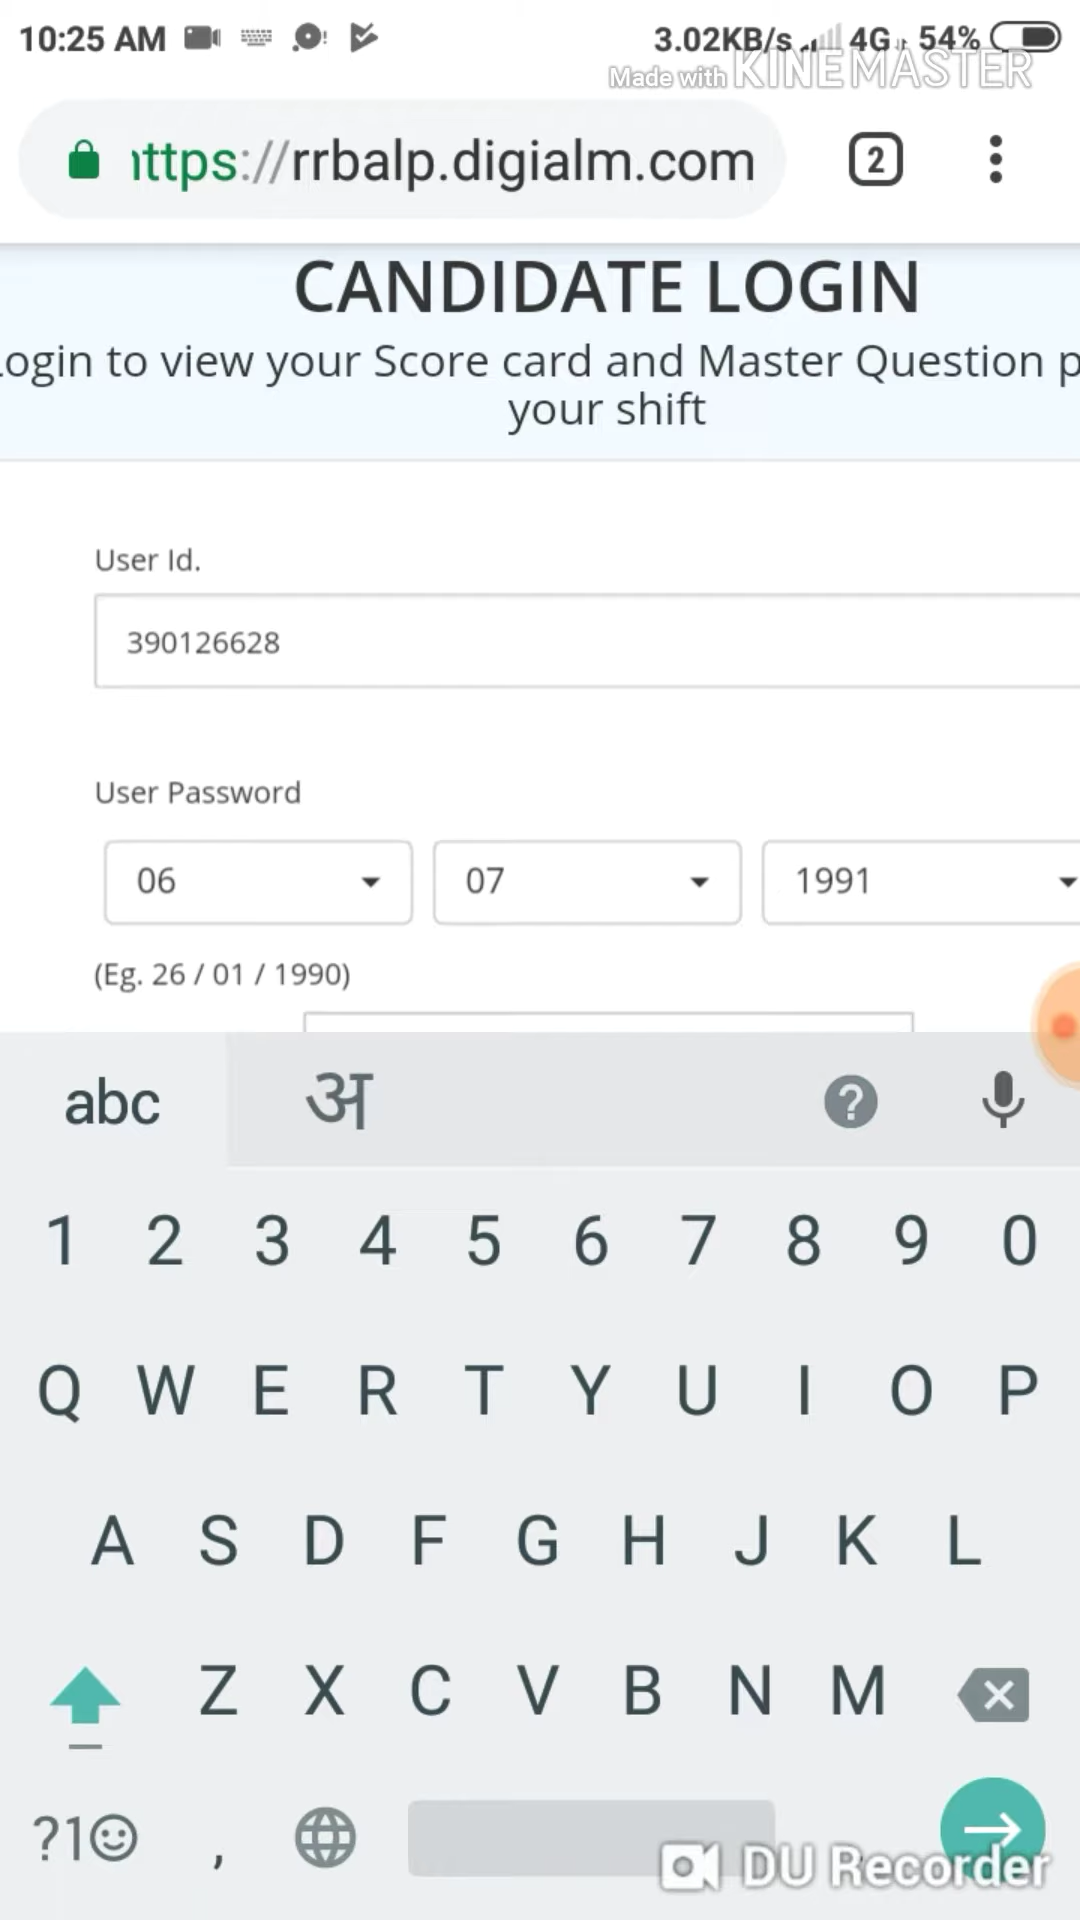 10:25 AM 3.02KB/s 4G 54%
Made with KINEMASTER
ttps://rrbalp.digialm.com 2
CANDIDATE LOGIN
ogin to view your Score card and Master Question p
your shift
User Id.
390126628
User Password
06 07 1991
(Eg. 26 / 01 / 1990)
abc अ ?
1 2 3 4 5 6 7 8 9 0
Q W E R T Y U I O P
A S D F G H J K L
Z X C V B N M
?1☺ ,
DU Recorder